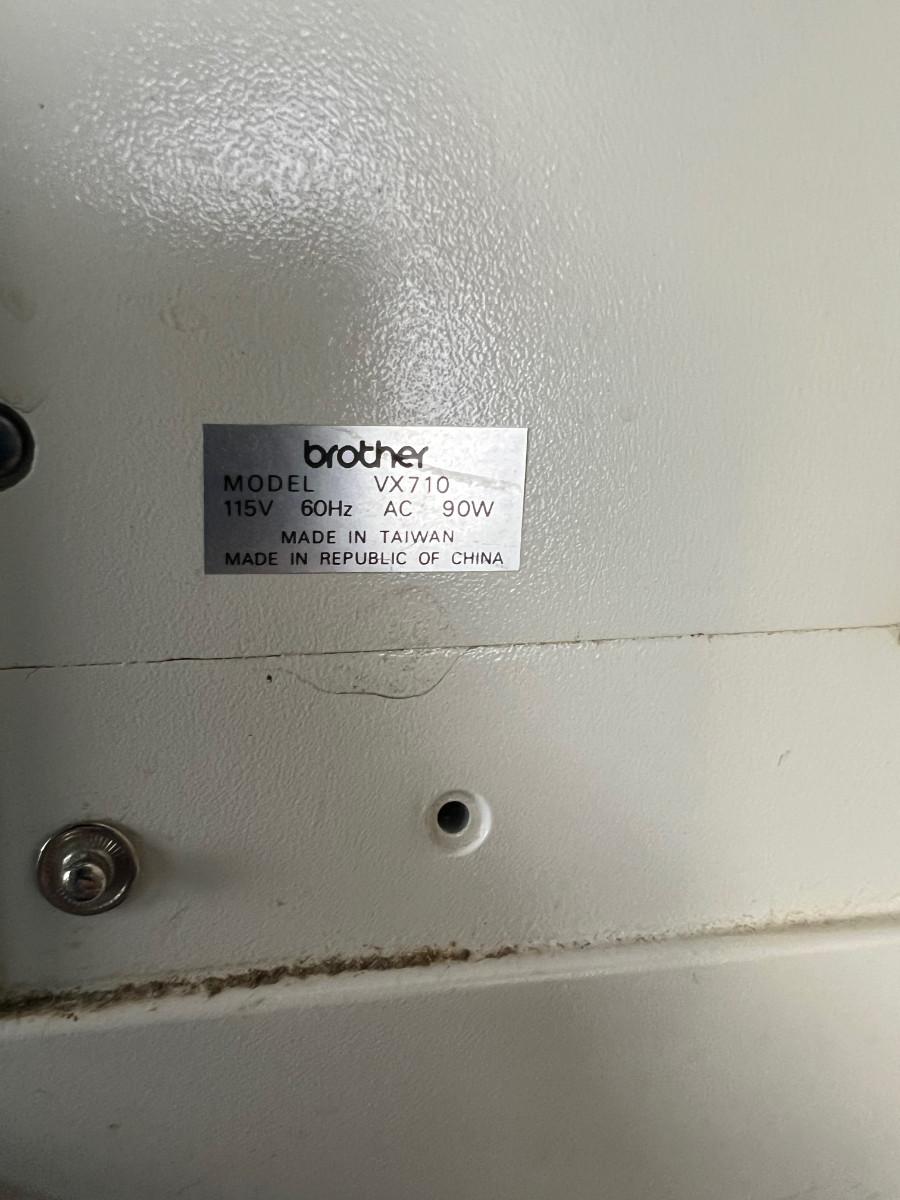 brother
MODEL VX710
115V 60Hz AC 90W
MADE IN TAIWAN
MADE IN REPUBLIC OF CHINA